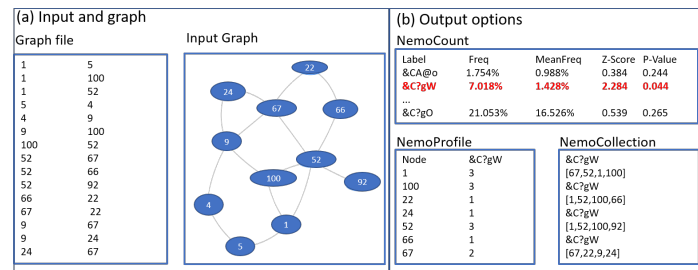 (a) Input and graph
Graph file
1 5
1 100
1 52
5 4
4 9
9 100
100 52
52 67
52 66
52 92
66 22
67 22
9 67
9 24
24 67
Input Graph
22
24
67
66
9
52
100
92
4
1
5
(b) Output options
NemoCount
Label Freq MeanFreq Z-Score P-Value
&CA@o 1.754% 0.988% 0.384 0.244
&C?gW 7.018% 1.428% 2.284 0.044
...
&C?gO 21.053% 16.526% 0.539 0.265
NemoProfile
Node &C?gW
1 3
100 3
22 1
24 1
52 3
66 1
67 2
NemoCollection
&C?gW
[67,52,1,100]
&C?gW
[1,52,100,66]
&C?gW
[1,52,100,92]
&C?gW
[67,22,9,24]